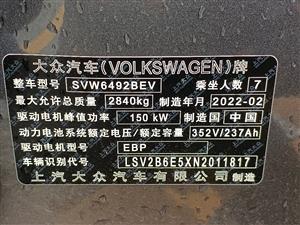 大众汽车(VOLKSWAGEN)牌
整车型号 SVW6492BEV 乘坐人数 7
最大允许总质量 2840kg 制造年月 2022-02
驱动电机峰值功率 150 kW 制造国 中国
动力电池系统额定电压/额定容量 352V/237Ah
驱动电机型号 EBP
车辆识别代号 LSV2B6E5XN2011817
上汽大众汽车有限公司 制造